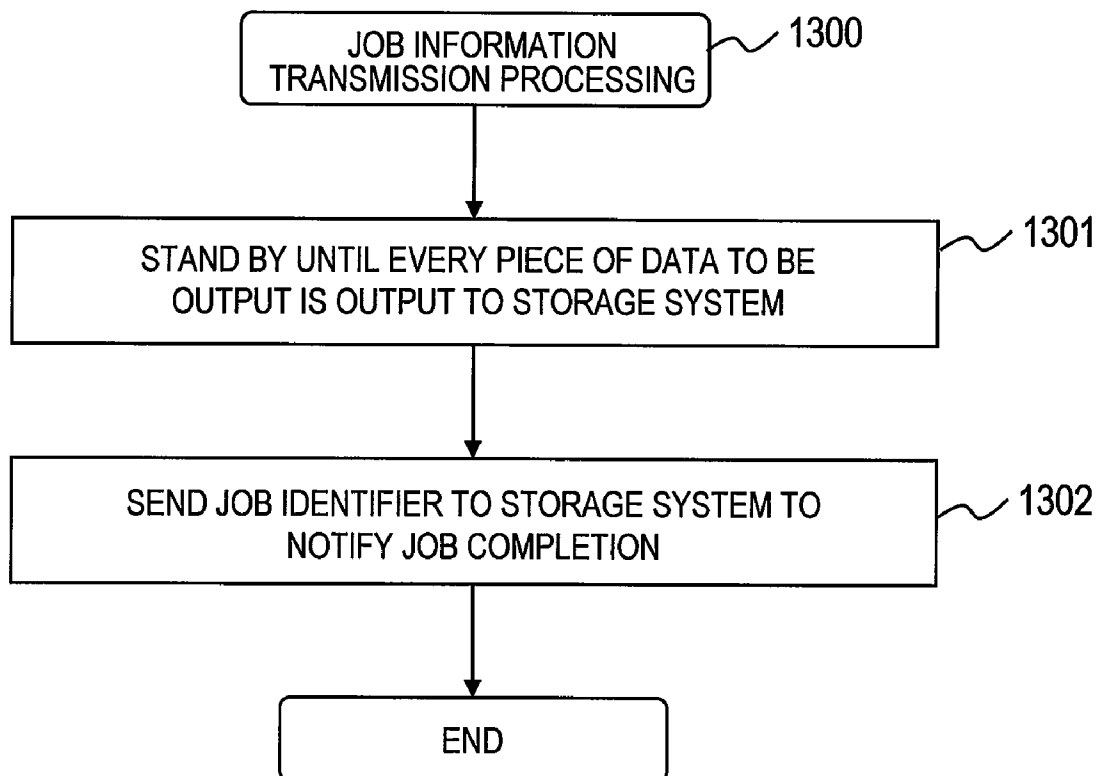 JOB INFORMATION
TRANSMISSION PROCESSING
1300
STAND BY UNTIL EVERY PIECE OF DATA TO BE
OUTPUT IS OUTPUT TO STORAGE SYSTEM
1301
SEND JOB IDENTIFIER TO STORAGE SYSTEM TO
NOTIFY JOB COMPLETION
1302
END